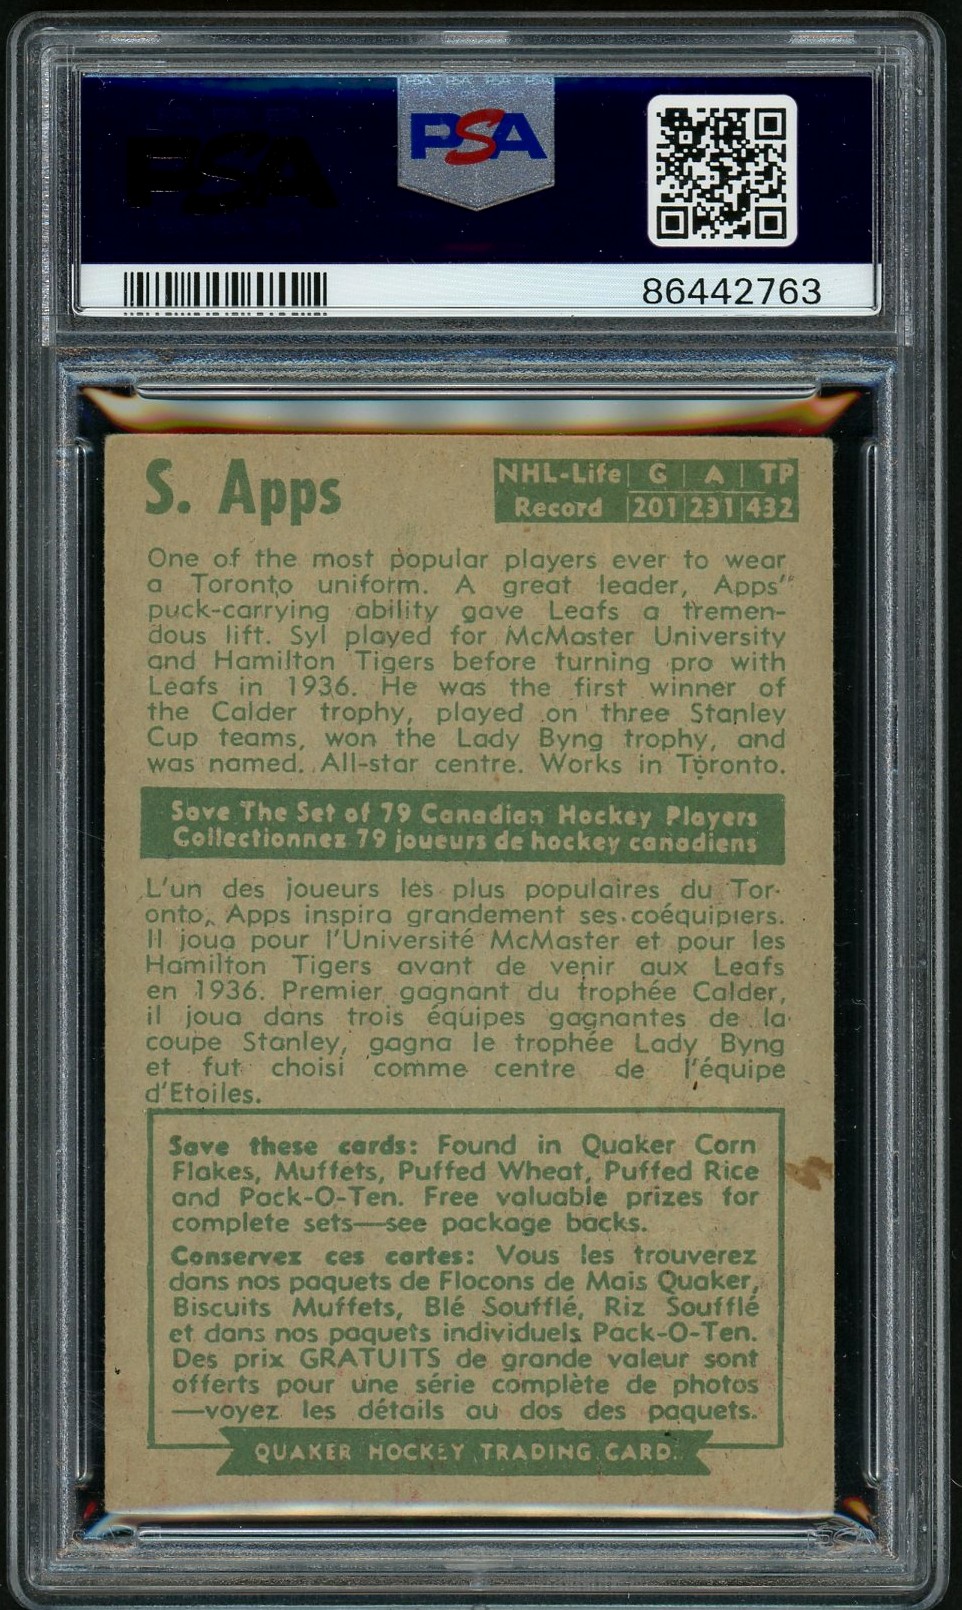 PSA
PSA
86442763
S. Apps
NHL-Life G A TP
Record 201 231 432
One of the most popular players ever to wear
a Toronto uniform. A great leader, Apps'
puck-carrying ability gave Leafs a tremen-
dous lift. Syl played for McMaster University
and Hamilton Tigers before turning pro with
Leafs in 1936. He was the first winner of
the Calder trophy, played on three Stanley
Cup teams, won the Lady Byng trophy, and
was named All-star centre. Works in Toronto.
Save The Set of 79 Canadian Hockey Players
Collectionnez 79 joueurs de hockey canadiens
L'un des joueurs les plus populaires du Tor-
onto, Apps inspira grandement ses coéquipiers.
Il joua pour l'Université McMaster et pour les
Hamilton Tigers avant de venir aux Leafs
en 1936. Premier gagnant du trophée Calder,
il joua dans trois équipes gagnantes de la
coupe Stanley, gagna le trophée Lady Byng
et fut choisi comme centre de l'équipe
d'Etoiles.
Save these cards: Found in Quaker Corn
Flakes, Muffets, Puffed Wheat, Puffed Rice
and Pack-O-Ten. Free valuable prizes for
complete sets—see package backs.
Conservez ces cartes: Vous les trouverez
dans nos paquets de Flocons de Mais Quaker,
Biscuits Muffets, Blé Soufflé, Riz Soufflé
et dans nos paquets individuels Pack-O-Ten.
Des prix GRATUITS de grande valeur sont
offerts pour une série complète de photos
—voyez les détails au dos des paquets.
QUAKER HOCKEY TRADING CARD